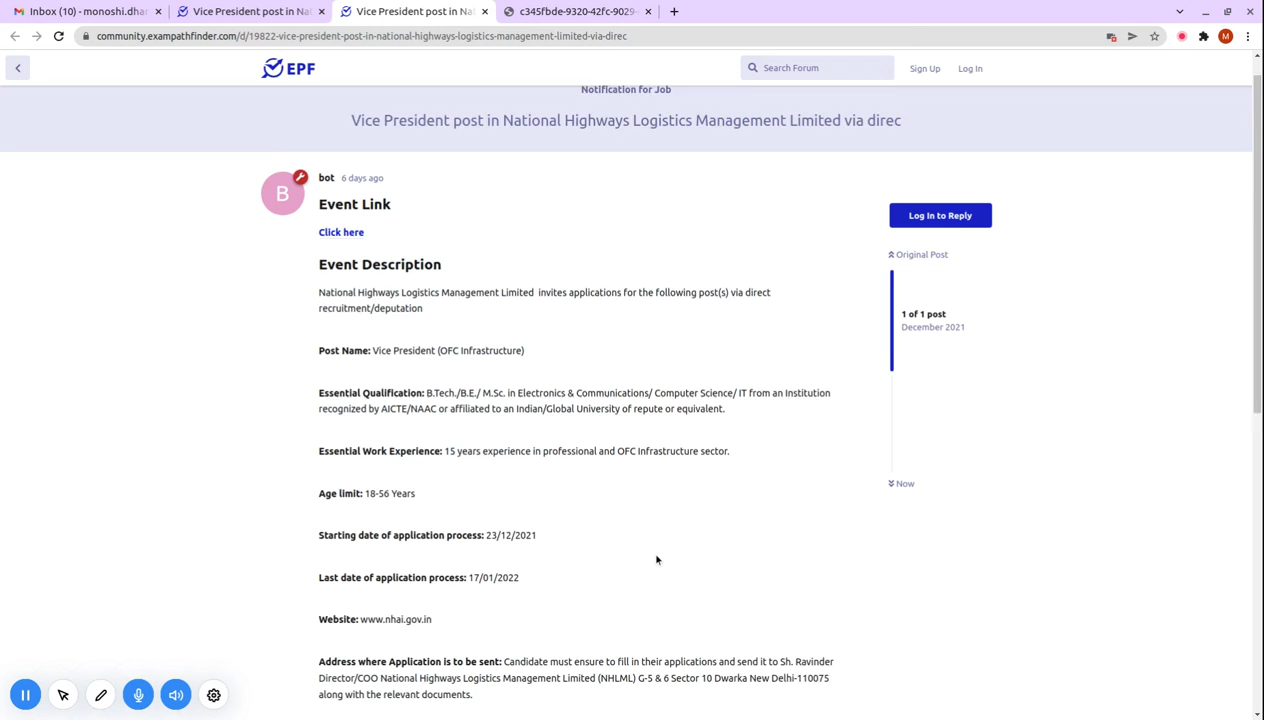 Inbox (10) - monoshi.dha
Vice President post in Na
Vice President post in Na
c345fbde-9320-42fc-9029-
community.exampathfinder.com/d/19822-vice-president-post-in-national-highways-logistics-management-limited-via-direc
M
EPF
Search Forum
Sign Up
Log In
Notification for Job
Vice President post in National Highways Logistics Management Limited via direc
B
bot 6 days ago
Event Link
Click here
Log In to Reply
Original Post
1 of 1 post
December 2021
Now
Event Description
National Highways Logistics Management Limited invites applications for the following post(s) via direct
recruitment/deputation
Post Name: Vice President (OFC Infrastructure)
Essential Qualification: B.Tech./B.E./ M.Sc. in Electronics & Communications/ Computer Science/ IT from an Institution
recognized by AICTE/NAAC or affiliated to an Indian/Global University of repute or equivalent.
Essential Work Experience: 15 years experience in professional and OFC Infrastructure sector.
Age limit: 18-56 Years
Starting date of application process: 23/12/2021
Last date of application process: 17/01/2022
Website: www.nhai.gov.in
Address where Application is to be sent: Candidate must ensure to fill in their applications and send it to Sh. Ravinder
Director/COO National Highways Logistics Management Limited (NHLML) G-5 & 6 Sector 10 Dwarka New Delhi-110075
along with the relevant documents.